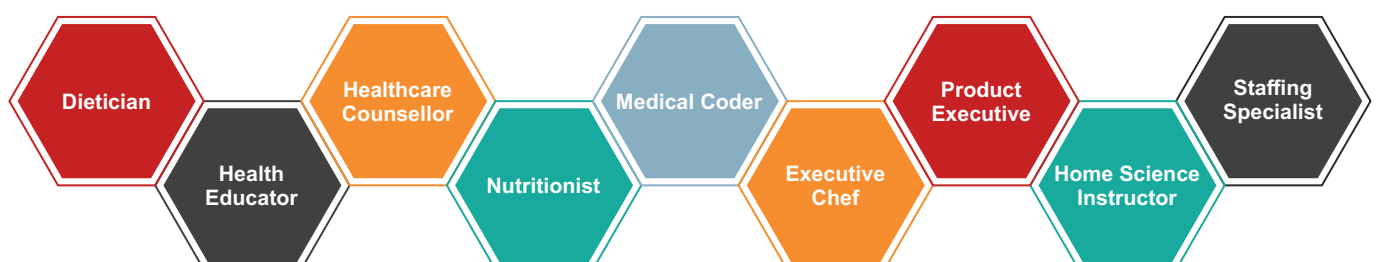 Dietician
Health
Educator
Healthcare
Counsellor
Nutritionist
Medical Coder
Executive
Chef
Product
Executive
Home Science
Instructor
Staffing
Specialist